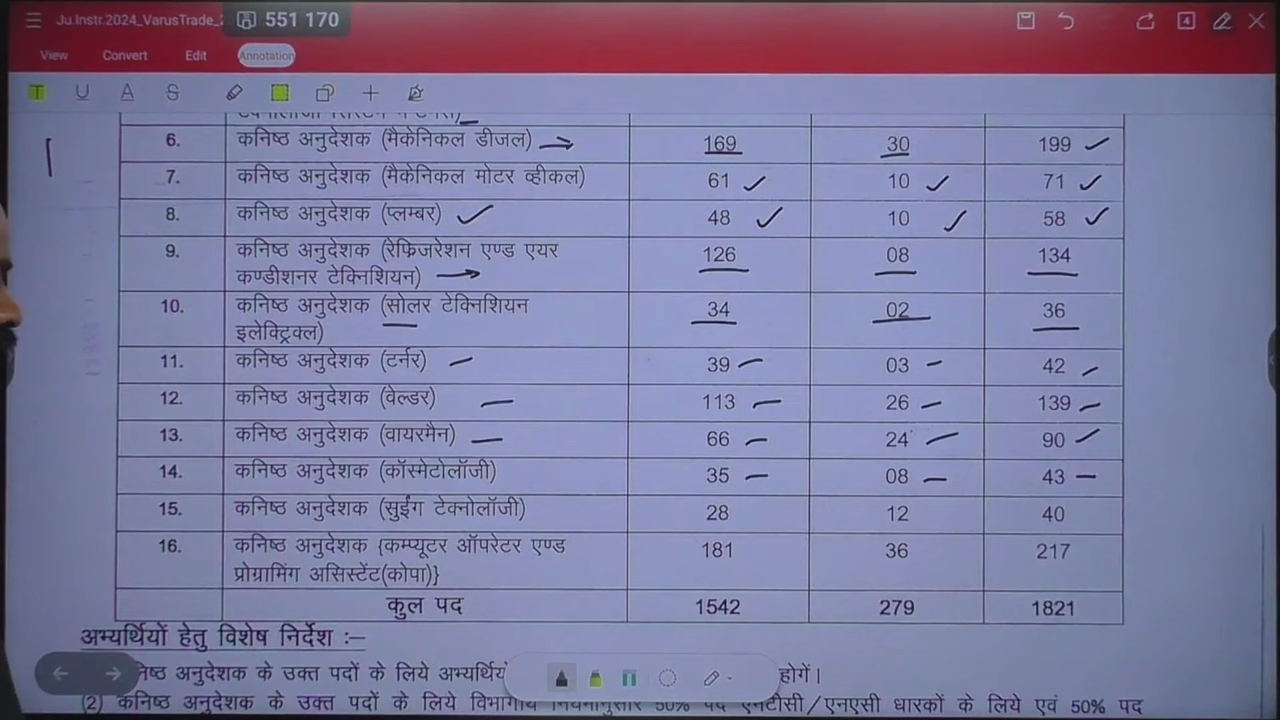 Ju.Instr.2024_VarusTrade_2
551 170
4
View Convert Edit Annotation
T U A S
6. कनिष्ठ अनुदेशक (मैकेनिकल डीजल) 169 30 199
7. कनिष्ठ अनुदेशक (मैकेनिकल मोटर व्हीकल) 61 10 71
8. कनिष्ठ अनुदेशक (प्लम्बर) 48 10 58
9. कनिष्ठ अनुदेशक (रेफ्रिजरेशन एण्ड एयर 126 08 134
कण्डीशनर टेक्निशियन)
10. कनिष्ठ अनुदेशक (सोलर टेक्निशियन 34 02 36
इलेक्ट्रिक्ल)
11. कनिष्ठ अनुदेशक (टर्नर) 39 03 42
12. कनिष्ठ अनुदेशक (वेल्डर) 113 26 139
13. कनिष्ठ अनुदेशक (वायरमैन) 66 24 90
14. कनिष्ठ अनुदेशक (कॉस्मेटोलॉजी) 35 08 43
15. कनिष्ठ अनुदेशक (सुईंग टेक्नोलॉजी) 28 12 40
16. कनिष्ठ अनुदेशक {कम्प्यूटर ऑपरेटर एण्ड 181 36 217
प्रोग्रामिंग असिस्टेंट(कोपा)}
कुल पद 1542 279 1821
अभ्यर्थियों हेतु विशेष निर्देश :–
अनुदेशक के उक्त पदों के लिये होगें।
(2) कनिष्ठ अनुदेशक के उक्त पदों के लिये 50% पद एनटीसी/एनएसी धारकों के लिये एवं 50% पद